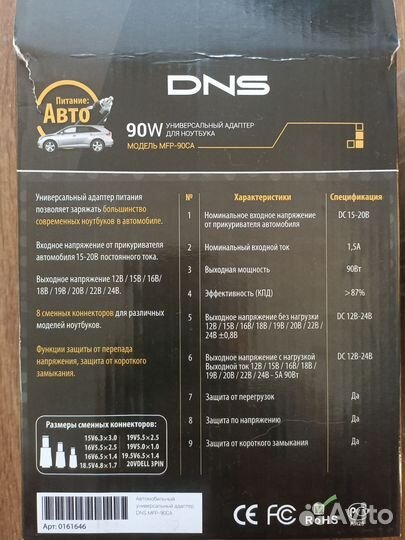 DNS
Питание:
Авто
90W УНИВЕРСАЛЬНЫЙ АДАПТЕР
ДЛЯ НОУТБУКА
МОДЕЛЬ MFP-90CA
Универсальный адаптер питания
позволяет заряжать большинство
современных ноутбуков в автомобиле.
Входное напряжение от прикуривателя
автомобиля 15-20В постоянного тока.
Выходное напряжение 12В / 15В / 16В/
18В / 19В / 20В / 22В / 24В.
8 сменных коннекторов для различных
моделей ноутбуков.
Функции защиты от перепада
напряжения, защита от короткого
замыкания.
№ Характеристики Спецификация
1 Номинальное входное напряжение DC 15-20В
от прикуривателя автомобиля
2 Номинальный входной ток 1,5А
3 Выходная мощность 90Вт
4 Эффективность (КПД) >87%
5 Выходное напряжение без нагрузки DC 12В-24В
12В / 15В / 16В/ 18В / 19В / 20В / 22В /
24В ±0,8В
6 Выходное напряжение с нагрузкой DC 12В-24В
Выходной ток 12В / 15В / 16В/ 18В /
19В / 20В / 22В / 24В - 5А 90Вт
7 Защита от перегрузок Да
8 Защита по напряжению Да
9 Защита от короткого замыкания Да
Размеры сменных коннекторов:
15V6.3×3.0 19V5.5×2.5
16V5.5×2.5 19V5.0×1.0
16V6.5×1.4 19.5V6.5×1.4
18.5V4.8×1.7 20VDELL 3PIN
Автомобильный
универсальный адаптер
DNS MFP-90CA
Арт: 0161646
CE FC RoHS
Avito